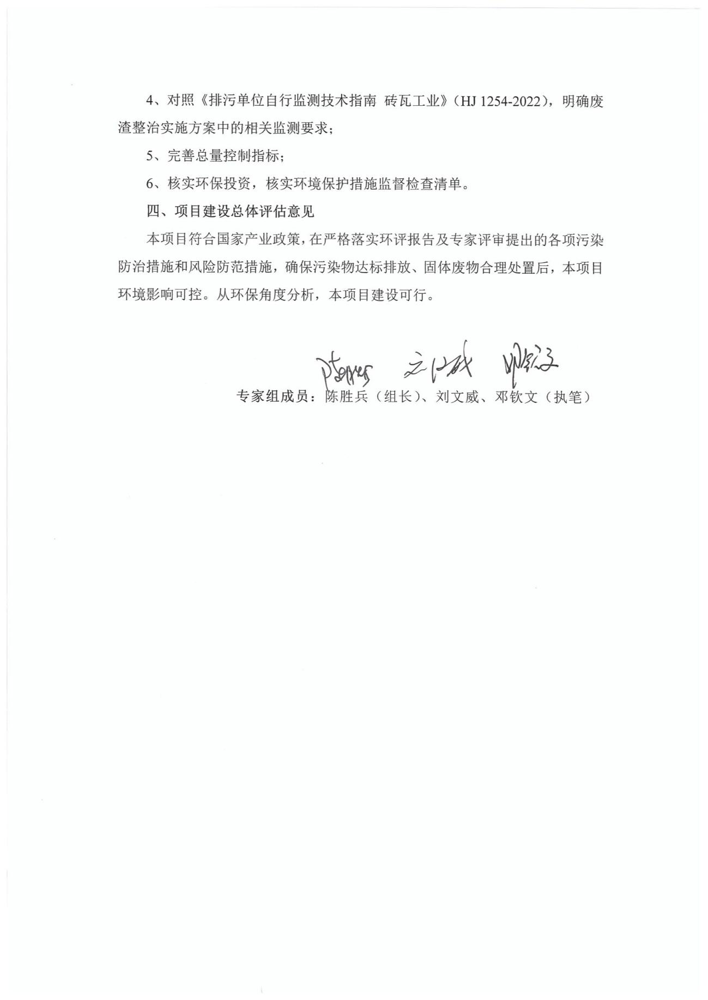 4、对照《排污单位自行监测技术指南 砖瓦工业》（HJ 1254-2022），明确废
渣整治实施方案中的相关监测要求；
5、完善总量控制指标；
6、核实环保投资，核实环境保护措施监督检查清单。
四、项目建设总体评估意见
本项目符合国家产业政策，在严格落实环评报告及专家评审提出的各项污染
防治措施和风险防范措施，确保污染物达标排放、固体废物合理处置后，本项目
环境影响可控。从环保角度分析，本项目建设可行。
专家组成员：陈胜兵（组长）、刘文威、邓钦文（执笔）